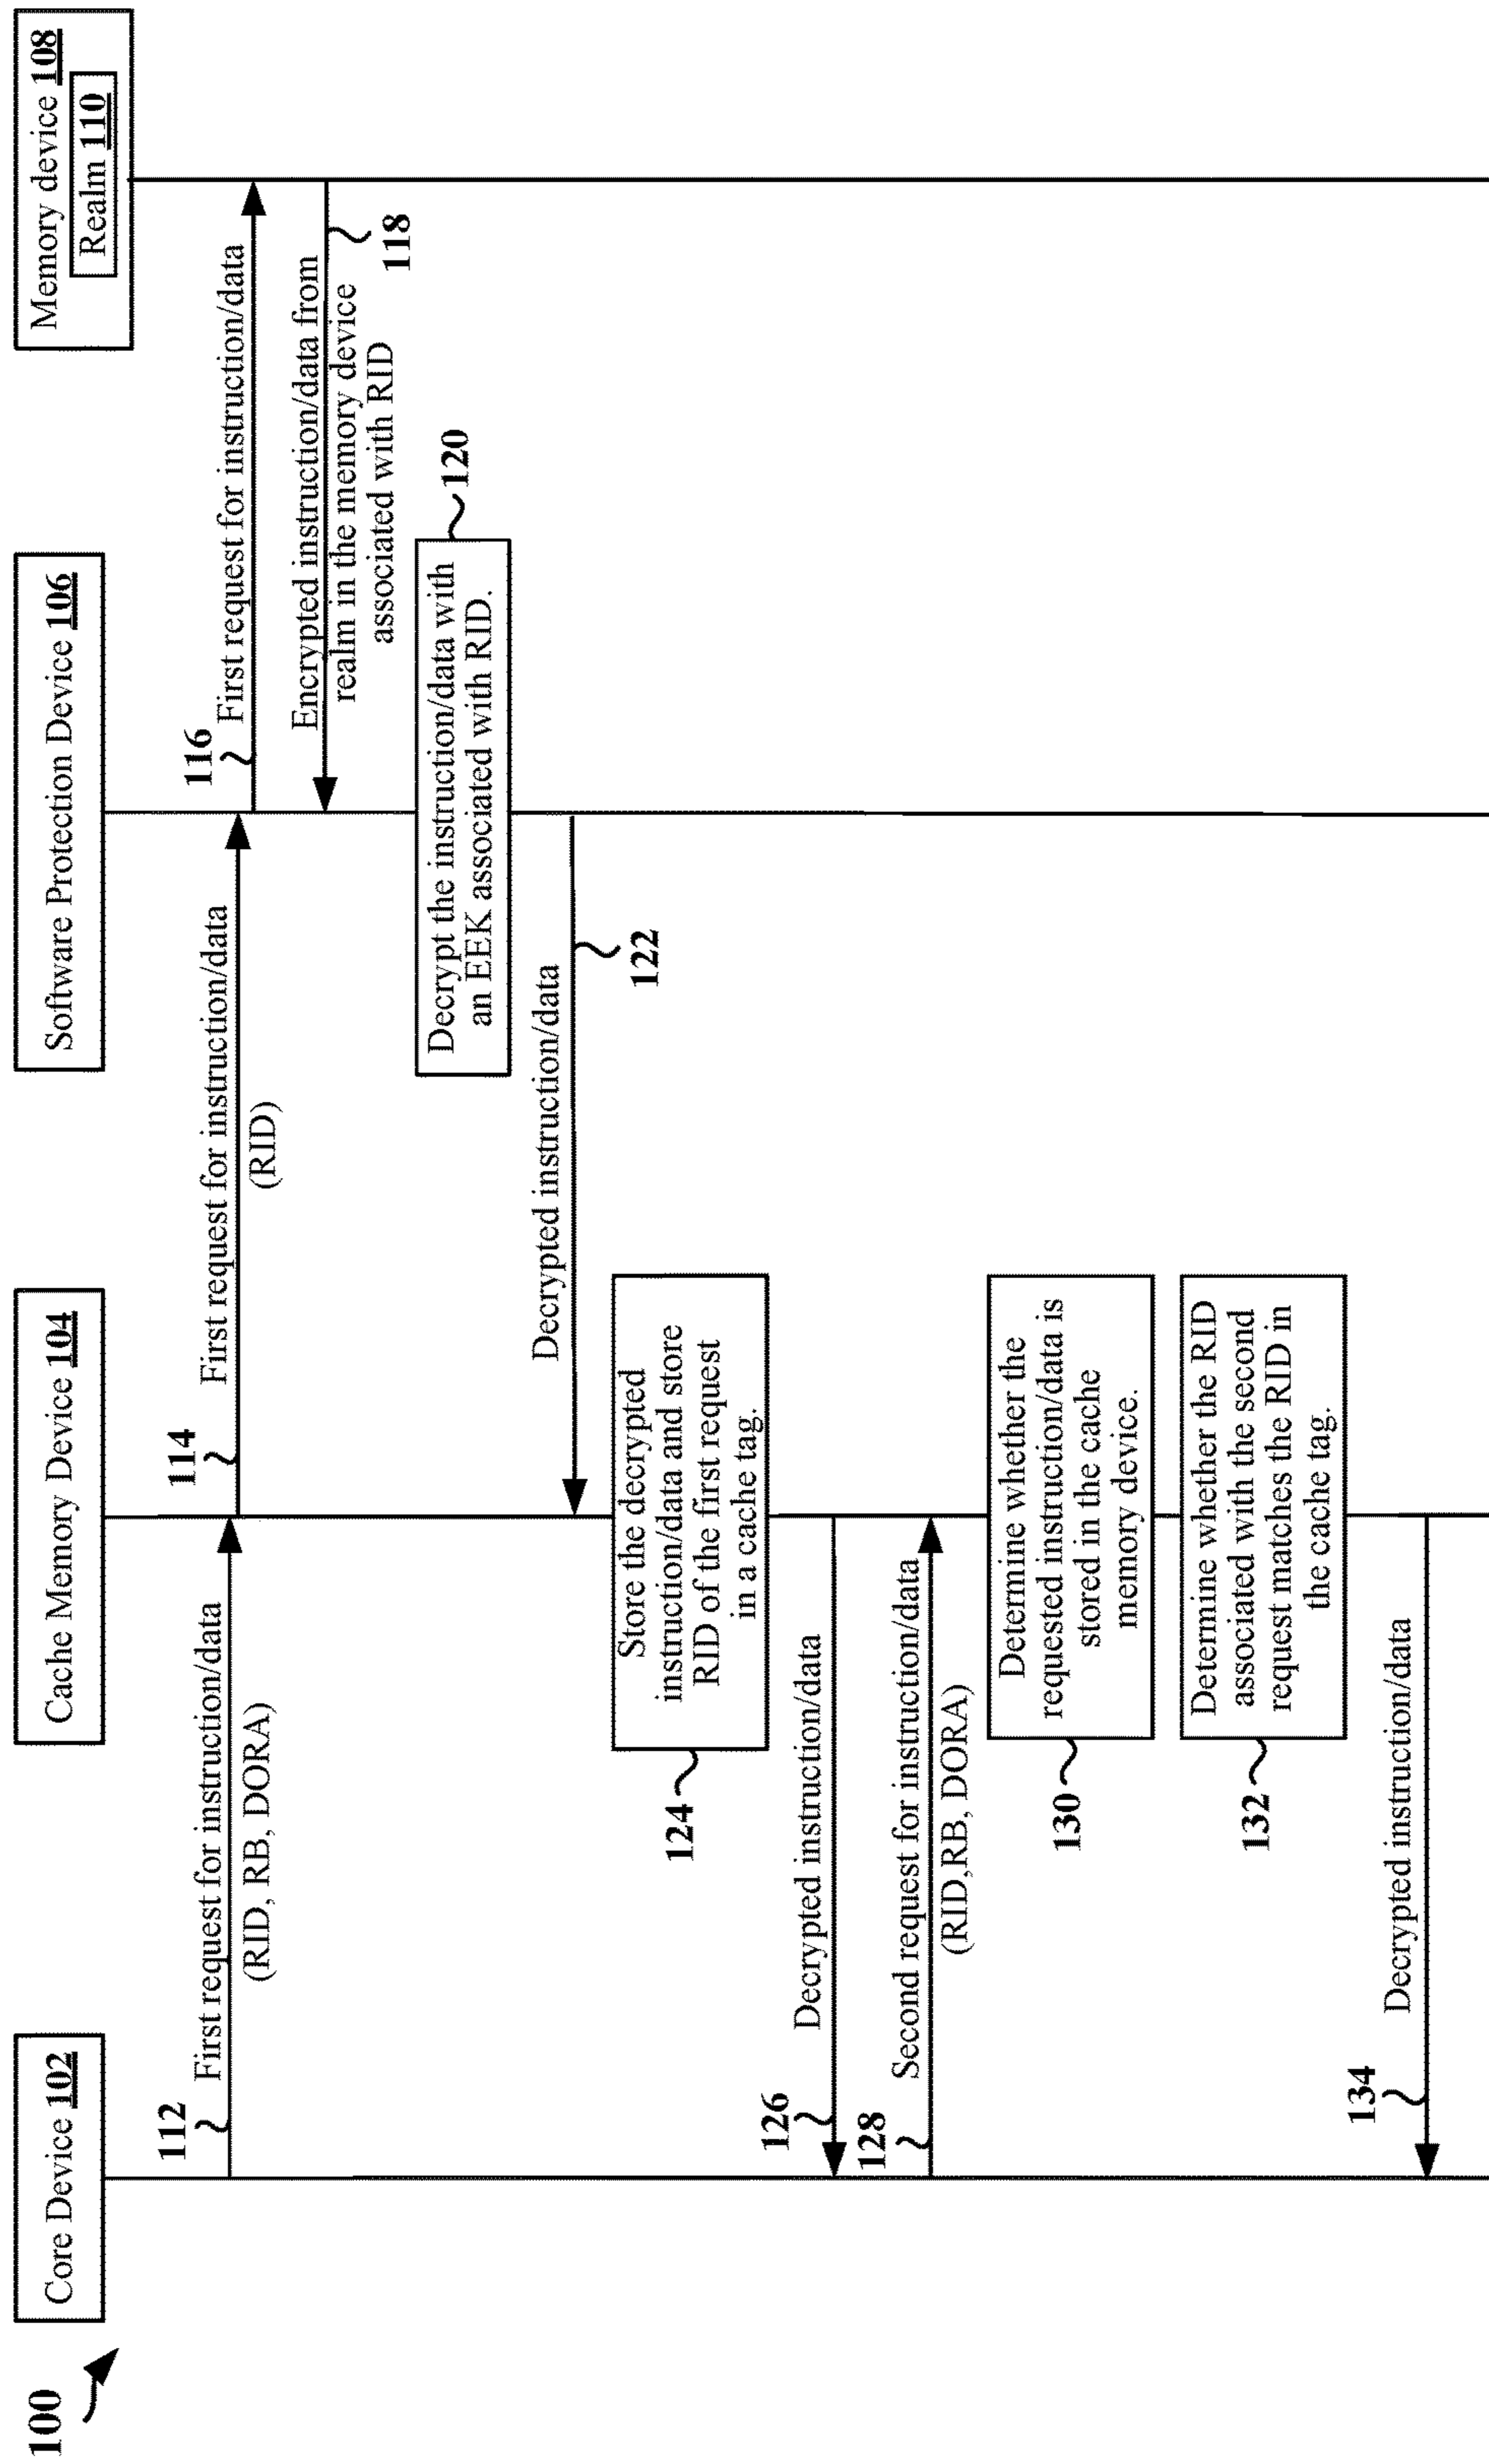 100
Core Device 102
Cache Memory Device 104
Software Protection Device 106
Memory device 108
Realm 110
112
First request for instruction/data
(RID, RB, DORA)
114
First request for instruction/data
(RID)
116
First request for instruction/data
Encrypted instruction/data from
realm in the memory device
associated with RID
118
Decrypt the instruction/data with
an EEK associated with RID.
120
Decrypted instruction/data
122
Store the decrypted
instruction/data and store
RID of the first request
in a cache tag.
124
Decrypted instruction/data
126
128
Second request for instruction/data
(RID,RB, DORA)
Determine whether the
requested instruction/data is
stored in the cache
memory device.
130
Determine whether the RID
associated with the second
request matches the RID in
the cache tag.
132
Decrypted instruction/data
134